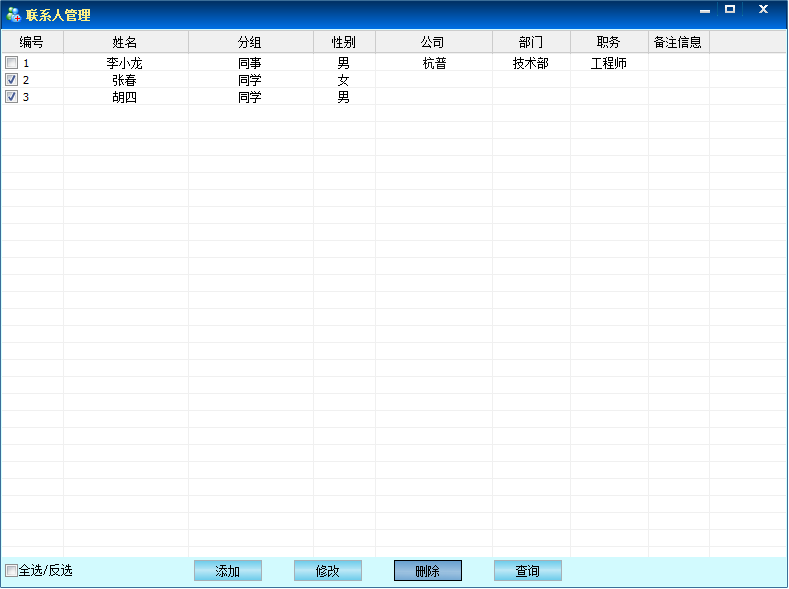 联系人管理
编号 姓名 分组 性别 公司 部门 职务 备注信息
1 李小龙 同事 男 杭普 技术部 工程师
2 张春 同学 女
3 胡四 同学 男
全选/反选 添加 修改 删除 查询